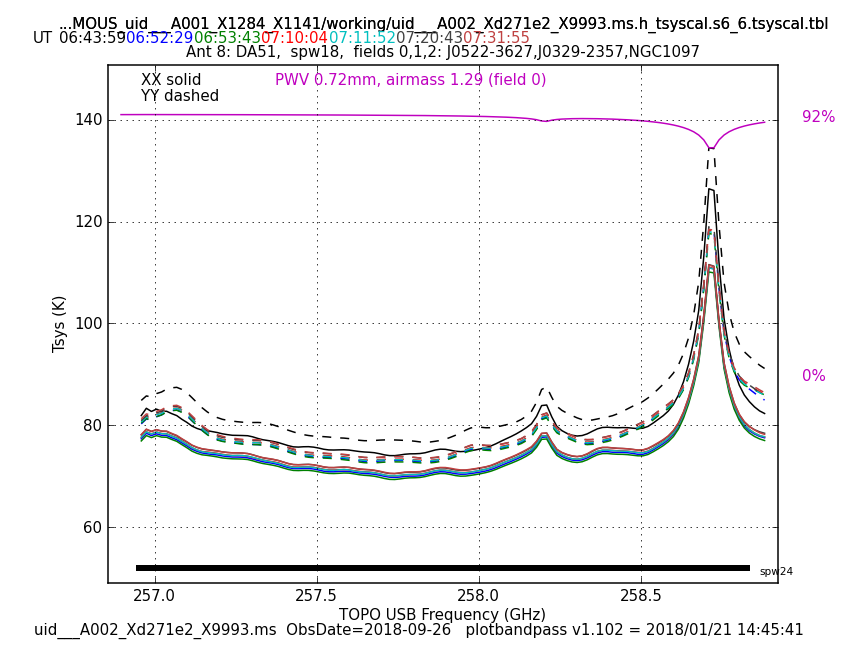 ...MOUS_uid___A001_X1284_X1141/working/uid___A002_Xd271e2_X9993.ms.h_tsyscal.s6_6.tsyscal.tbl
UT 06:43:59 06:52:29 06:53:43 07:10:04 07:11:52 07:20:43 07:31:55
Ant 8: DA51, spw18, fields 0,1,2: J0522-3627,J0329-2357,NGC1097
XX solid PWV 0.72mm, airmass 1.29 (field 0)
YY dashed
140
92%
120
Tsys (K)
100
0%
80
60
spw24
257.0 257.5 258.0 258.5
TOPO USB Frequency (GHz)
uid___A002_Xd271e2_X9993.ms ObsDate=2018-09-26 plotbandpass v1.102 = 2018/01/21 14:45:41